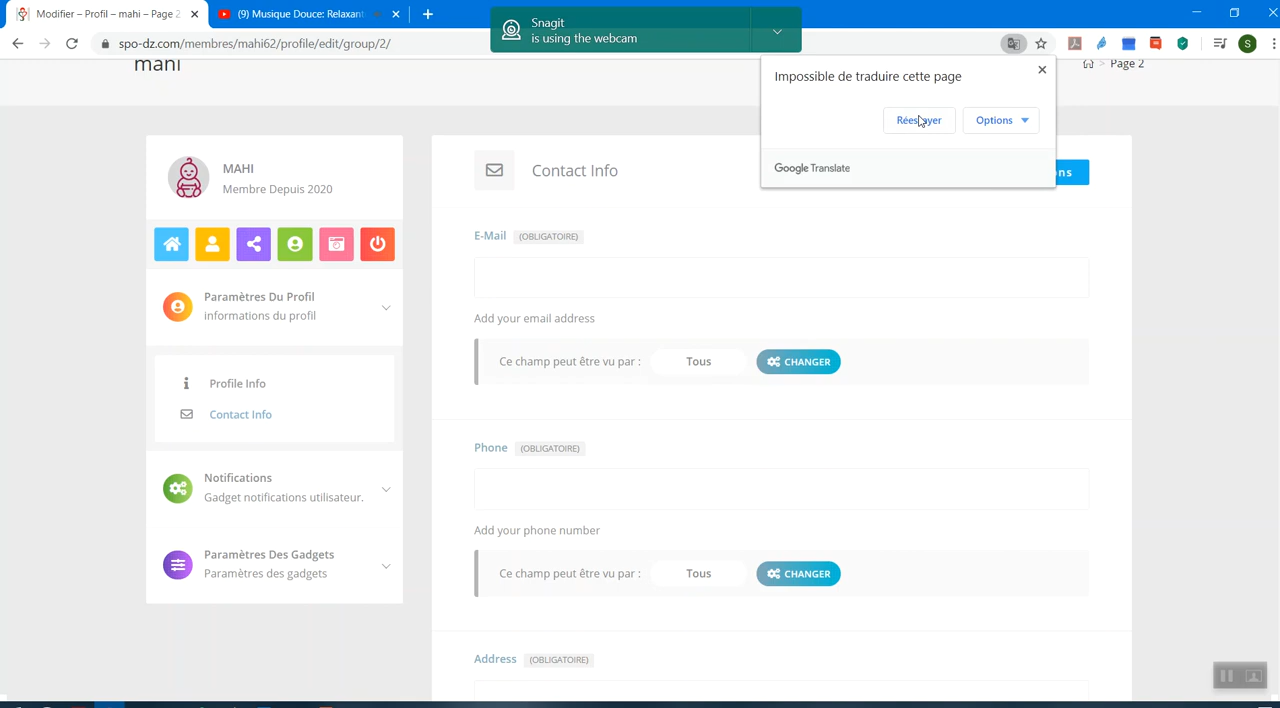 Modifier – Profil – mahi – Page 2
(9) Musique Douce: Relaxant
Snagit
is using the webcam
spo-dz.com/membres/mahi62/profile/edit/group/2/
S
mahi
> Page 2
Impossible de traduire cette page
Réessayer
Options
Google Translate
MAHI
Membre Depuis 2020
Contact Info
ns
E-Mail (OBLIGATOIRE)
Paramètres Du Profil
informations du profil
Add your email address
Ce champ peut être vu par : Tous CHANGER
Profile Info
Contact Info
Phone (OBLIGATOIRE)
Notifications
Gadget notifications utilisateur.
Add your phone number
Paramètres Des Gadgets
Paramètres des gadgets
Ce champ peut être vu par : Tous CHANGER
Address (OBLIGATOIRE)